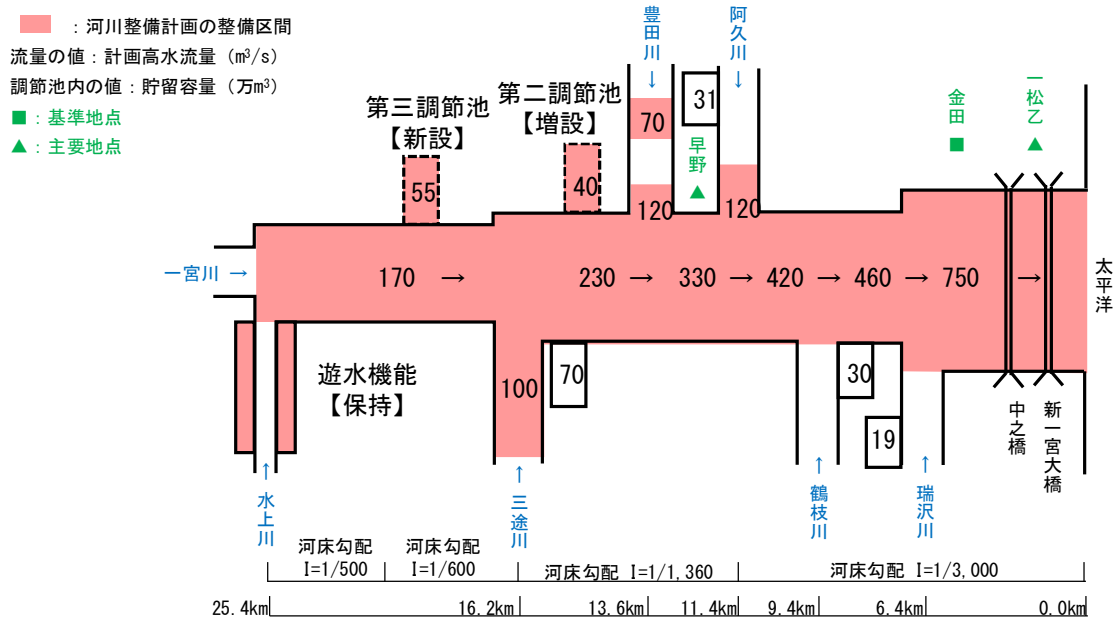 ：河川整備計画の整備区間
流量の値：計画高水流量（m³/s）
調節池内の値：貯留容量（万m³）
■：基準地点
▲：主要地点
豊田川
↓
阿久川
↓
第三調節池
【新設】
第二調節池
【増設】
55
40
70
31
早野
▲
金田
■
一松乙
▲
120
120
一宮川 →
170 →
230 →
330 →
420 →
460 →
750 →
太平洋
遊水機能
【保持】
100
70
30
19
中之橋
新一宮大橋
↑
水上川
↑
三途川
↑
鶴枝川
↑
瑞沢川
河床勾配
I=1/500
河床勾配
I=1/600
河床勾配 I=1/1,360
河床勾配 I=1/3,000
25.4km
16.2km
13.6km
11.4km
9.4km
6.4km
0.0km